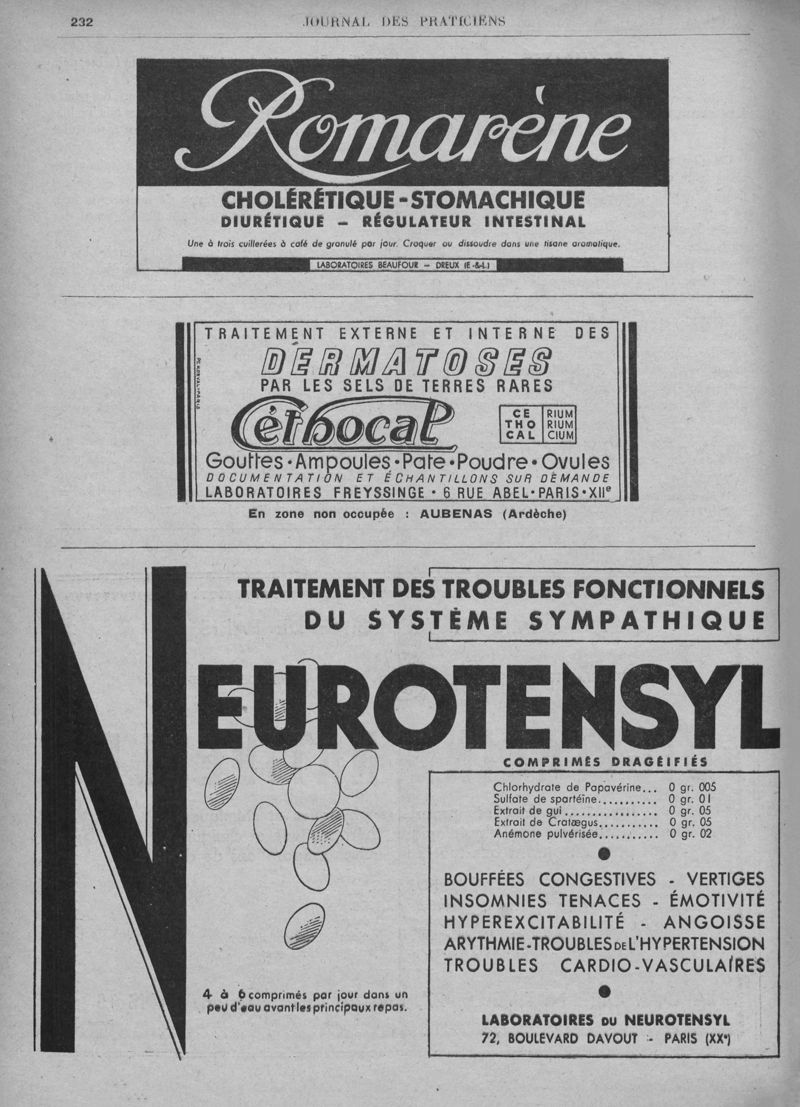 232 JOURNAL DES PRATICIENS
Romarène
CHOLÉRÉTIQUE - STOMACHIQUE
DIURÉTIQUE — RÉGULATEUR INTESTINAL
Une à trois cuillerées à café de granulé par jour. Croquer ou dissoudre dans une tisane aromatique.
LABORATOIRES BEAUFOUR — DREUX (E-&-L)
TRAITEMENT EXTERNE ET INTERNE DES
DERMATOSES
PAR LES SELS DE TERRES RARES
Céthocal
CE RIUM
THO RIUM
CAL CIUM
Gouttes • Ampoules • Pate • Poudre • Ovules
DOCUMENTATION ET ÉCHANTILLONS SUR DEMANDE
LABORATOIRES FREYSSINGE • 6 RUE ABEL • PARIS • XIIe
En zone non occupée : AUBENAS (Ardèche)
TRAITEMENT DES TROUBLES FONCTIONNELS
DU SYSTÈME SYMPATHIQUE
NEUROTENSYL
COMPRIMÉS DRAGÉIFIÉS
Chlorhydrate de Papavérine... 0 gr. 005
Sulfate de spartéine........... 0 gr. 01
Extrait de gui ................. 0 gr. 05
Extrait de Cratægus........... 0 gr. 05
Anémone pulvérisée........... 0 gr. 02
BOUFFÉES CONGESTIVES - VERTIGES
INSOMNIES TENACES - ÉMOTIVITÉ
HYPEREXCITABILITÉ - ANGOISSE
ARYTHMIE - TROUBLES DE L'HYPERTENSION
TROUBLES CARDIO-VASCULAIRES
4 à 6 comprimés par jour dans un
peu d'eau avant les principaux repas.
LABORATOIRES DU NEUROTENSYL
72, BOULEVARD DAVOUT - PARIS (XXe)